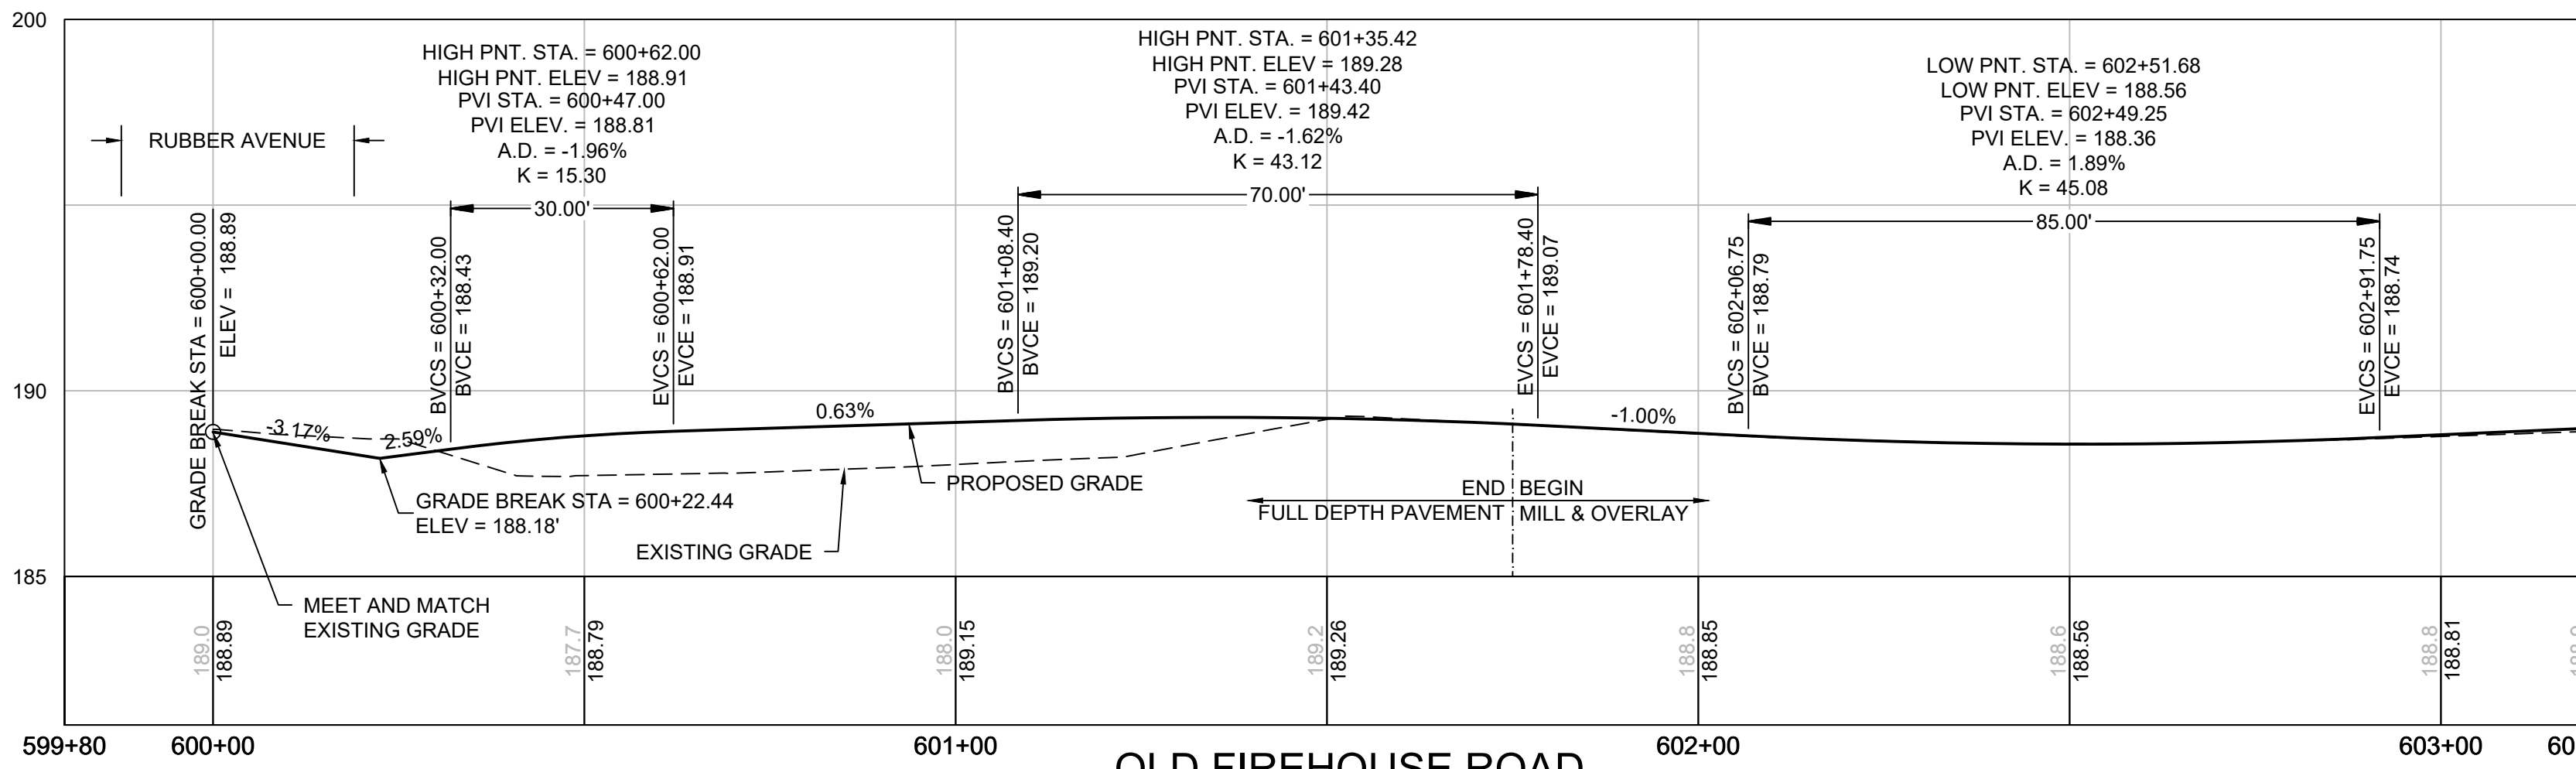 200
HIGH PNT. STA. = 600+62.00
HIGH PNT. ELEV = 188.91
PVI STA. = 600+47.00
PVI ELEV. = 188.81
A.D. = -1.96%
K = 15.30
30.00'
HIGH PNT. STA. = 601+35.42
HIGH PNT. ELEV = 189.28
PVI STA. = 601+43.40
PVI ELEV. = 189.42
A.D. = -1.62%
K = 43.12
70.00'
LOW PNT. STA. = 602+51.68
LOW PNT. ELEV = 188.56
PVI STA. = 602+49.25
PVI ELEV. = 188.36
A.D. = 1.89%
K = 45.08
85.00'
RUBBER AVENUE
GRADE BREAK STA = 600+00.00
ELEV = 188.89
BVCS = 600+32.00
BVCE = 188.43
EVCS = 600+62.00
EVCE = 188.91
BVCS = 601+08.40
BVCE = 189.20
EVCS = 601+78.40
EVCE = 189.07
BVCS = 602+06.75
BVCE = 188.79
EVCS = 602+91.75
EVCE = 188.74
190
-3.17%
2.59%
0.63%
-1.00%
GRADE BREAK STA = 600+22.44
ELEV = 188.18'
PROPOSED GRADE
EXISTING GRADE
END BEGIN
FULL DEPTH PAVEMENT MILL & OVERLAY
185
MEET AND MATCH
EXISTING GRADE
189.0
188.89
187.7
188.79
188.0
189.15
189.2
189.26
188.8
188.85
188.6
188.56
188.8
188.81
599+80
600+00
601+00
602+00
603+00
OLD FIREHOUSE ROAD